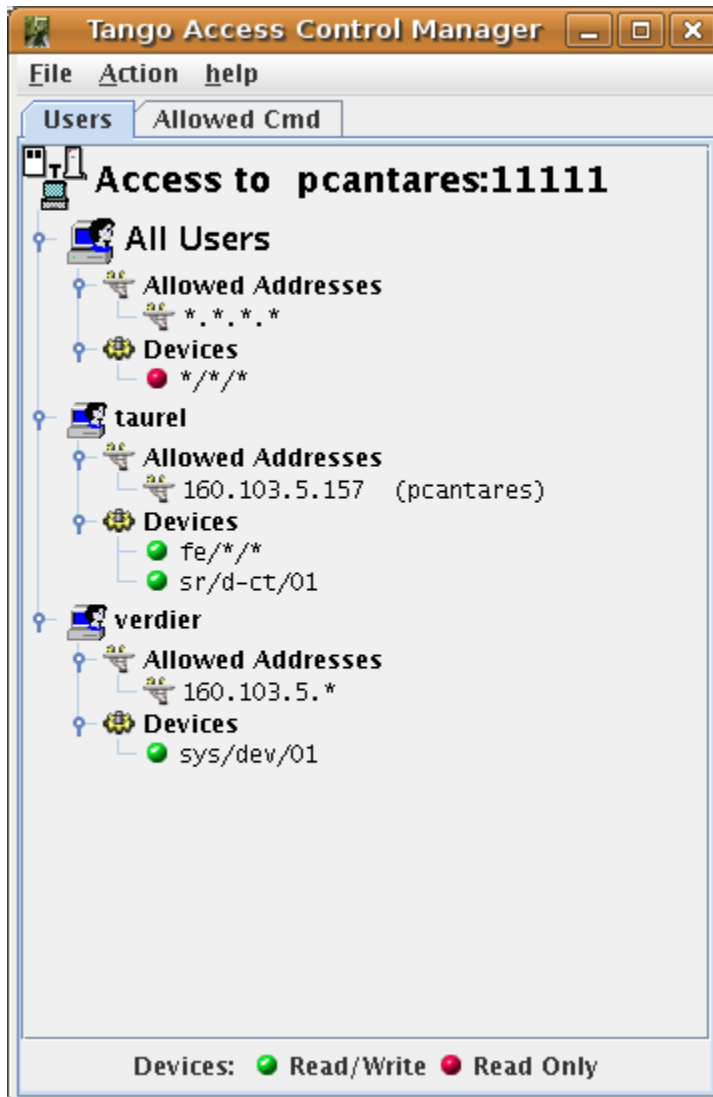 Tango Access Control Manager
File Action help
Users Allowed Cmd
Access to pcantares:11111
All Users
Allowed Addresses
*.*.*.*
Devices
*/*/*
taurel
Allowed Addresses
160.103.5.157 (pcantares)
Devices
fe/*/*
sr/d-ct/01
verdier
Allowed Addresses
160.103.5.*
Devices
sys/dev/01
Devices: Read/Write Read Only